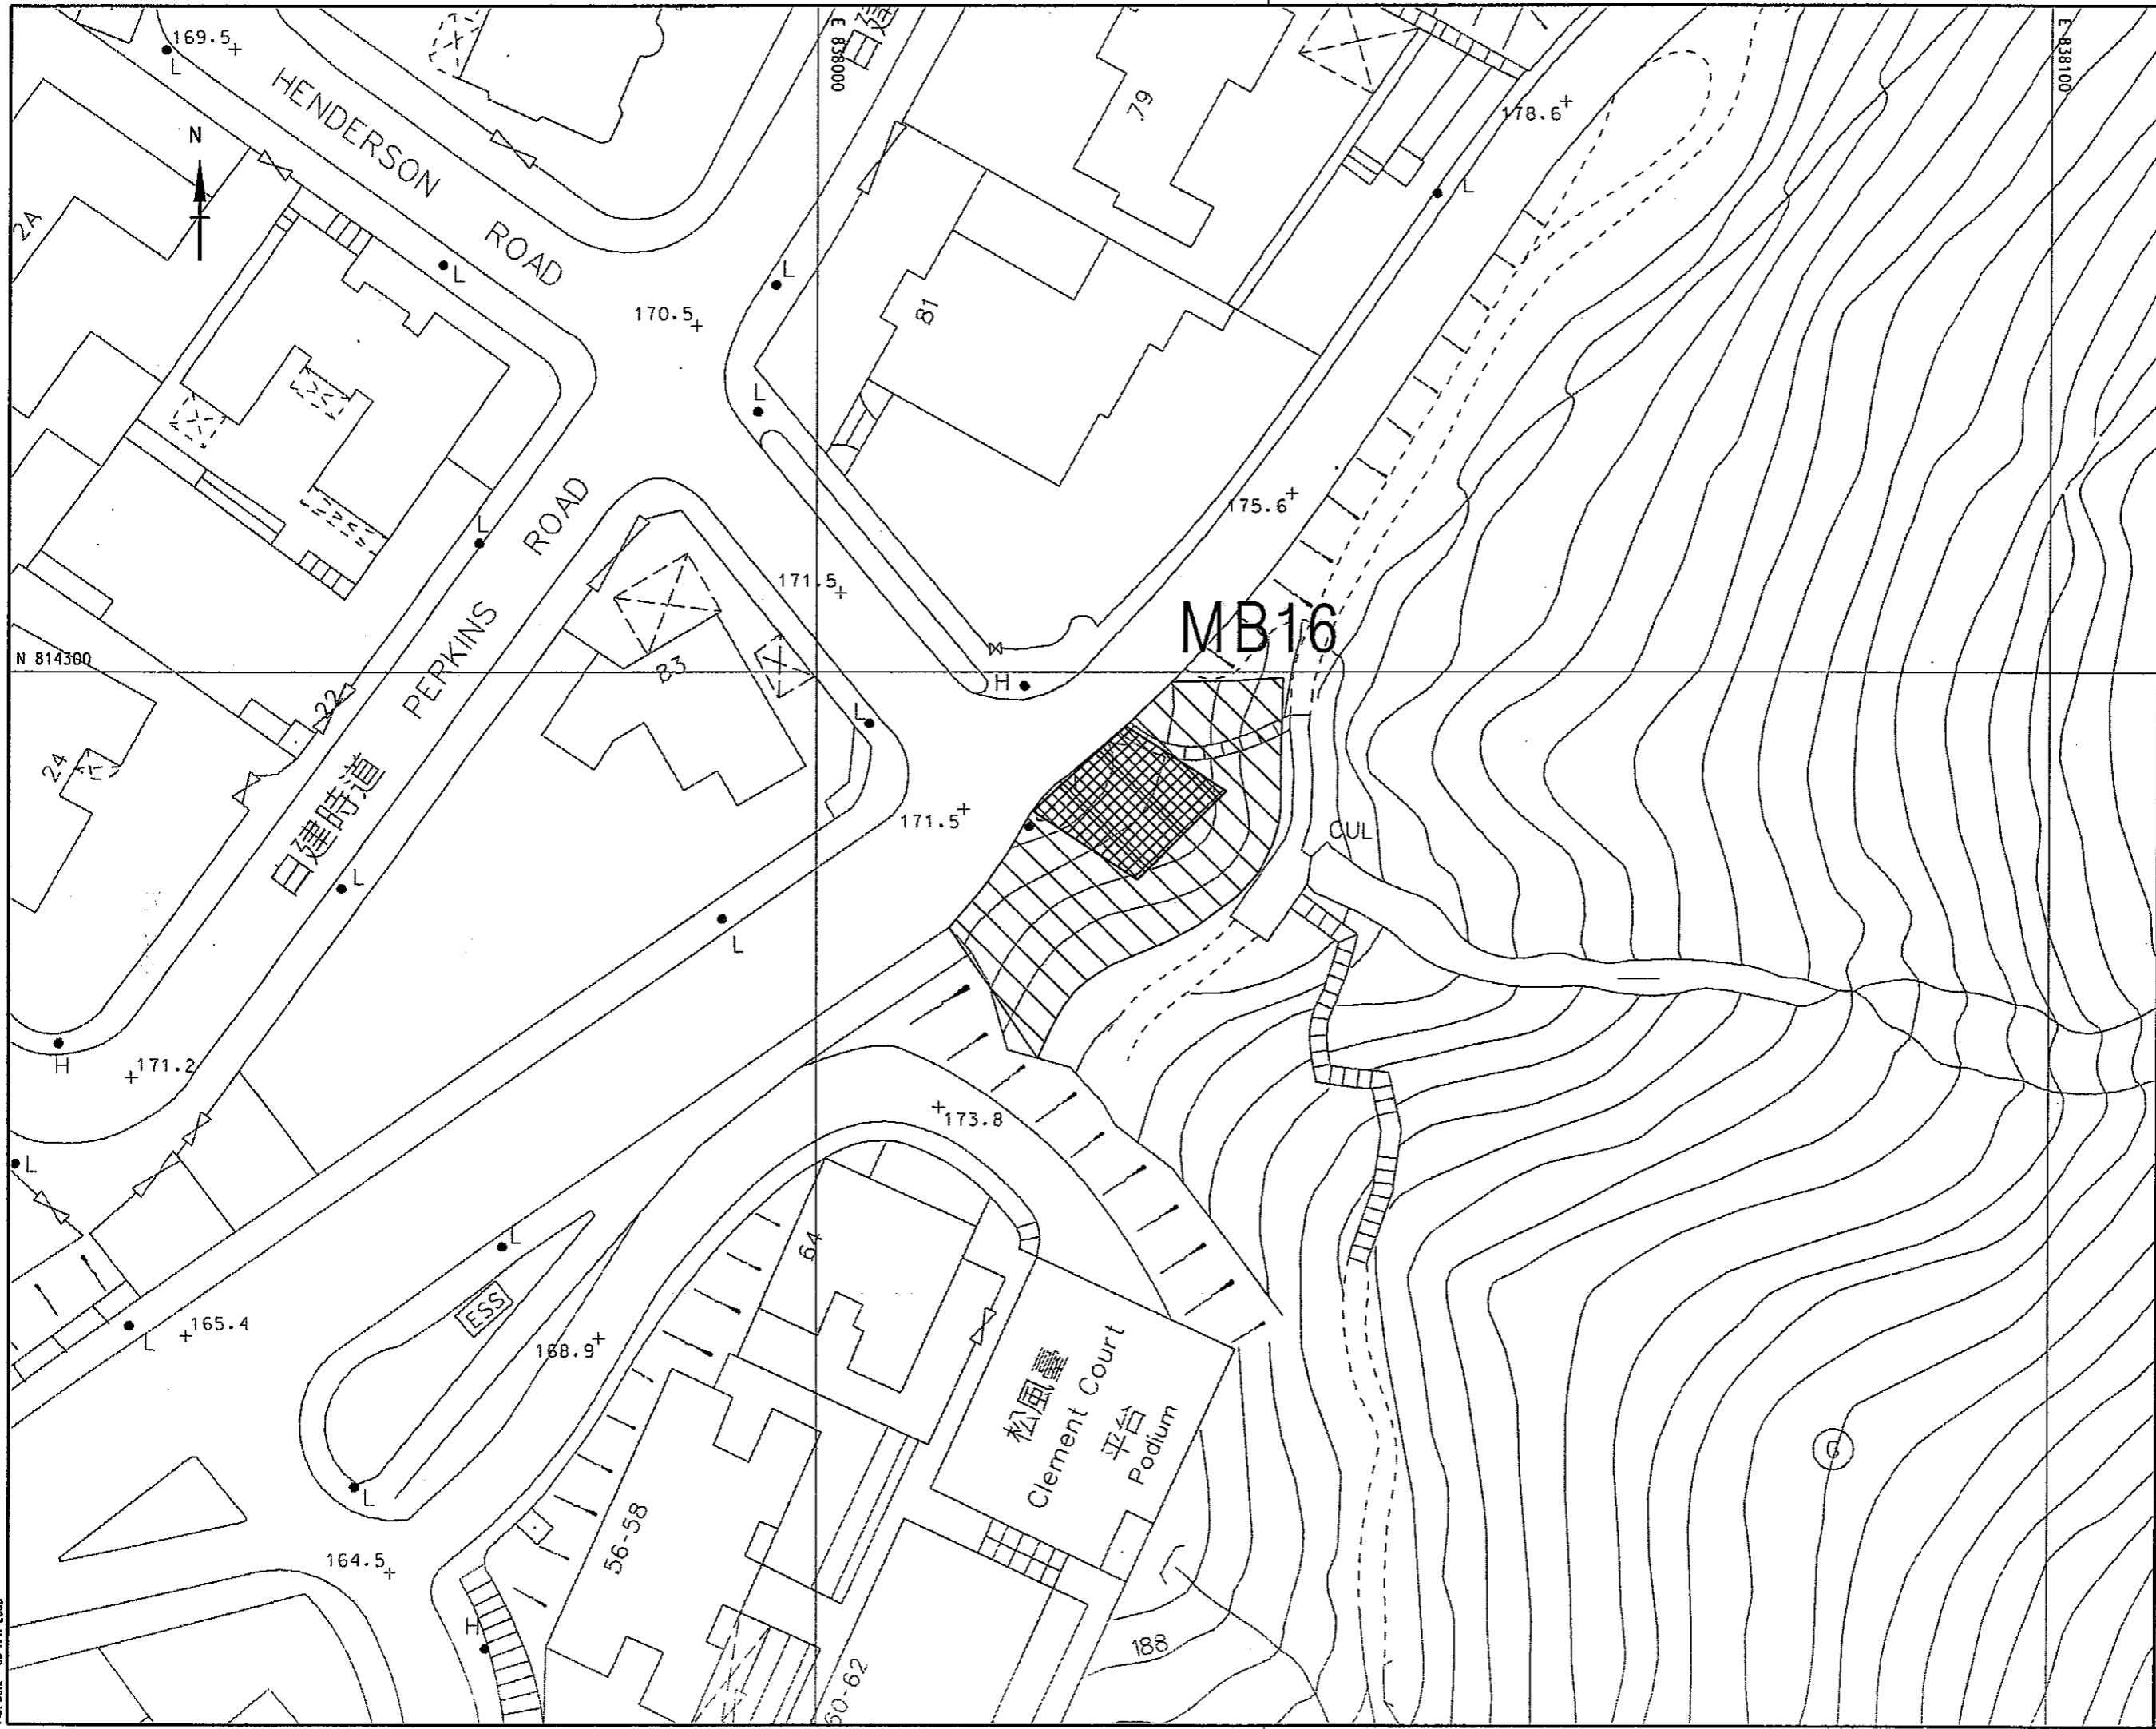 169.5
L
HENDERSON ROAD
N
2A
L
170.5
L
L
E 838000
79
81
178.6
L
E 838100
175.6
ROAD
L
171.5
MB16
N 814300
PERKINS
83
H
L
22
24
白建時道
L
171.5
CUL
L
H
171.2
173.8
L
64
L
ESS
165.4
L
168.9
松風臺
Clement Court
平台
Podium
G
L
56-58
164.5
H
188
60-62